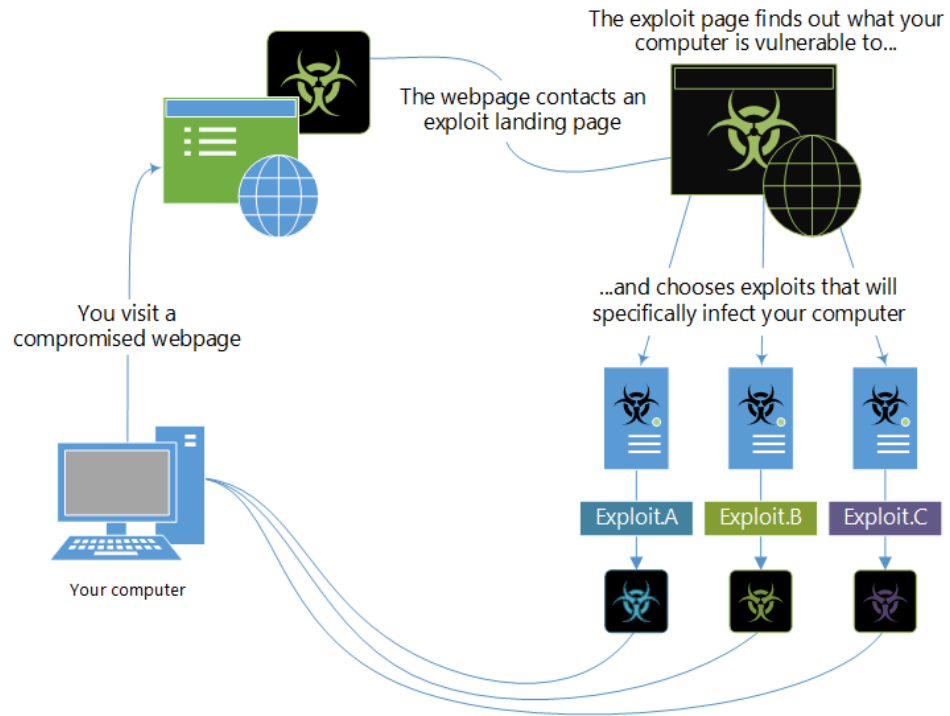 The exploit page finds out what your
computer is vulnerable to...
The webpage contacts an
exploit landing page
...and chooses exploits that will
specifically infect your computer
You visit a
compromised webpage
Exploit.A
Exploit.B
Exploit.C
Your computer